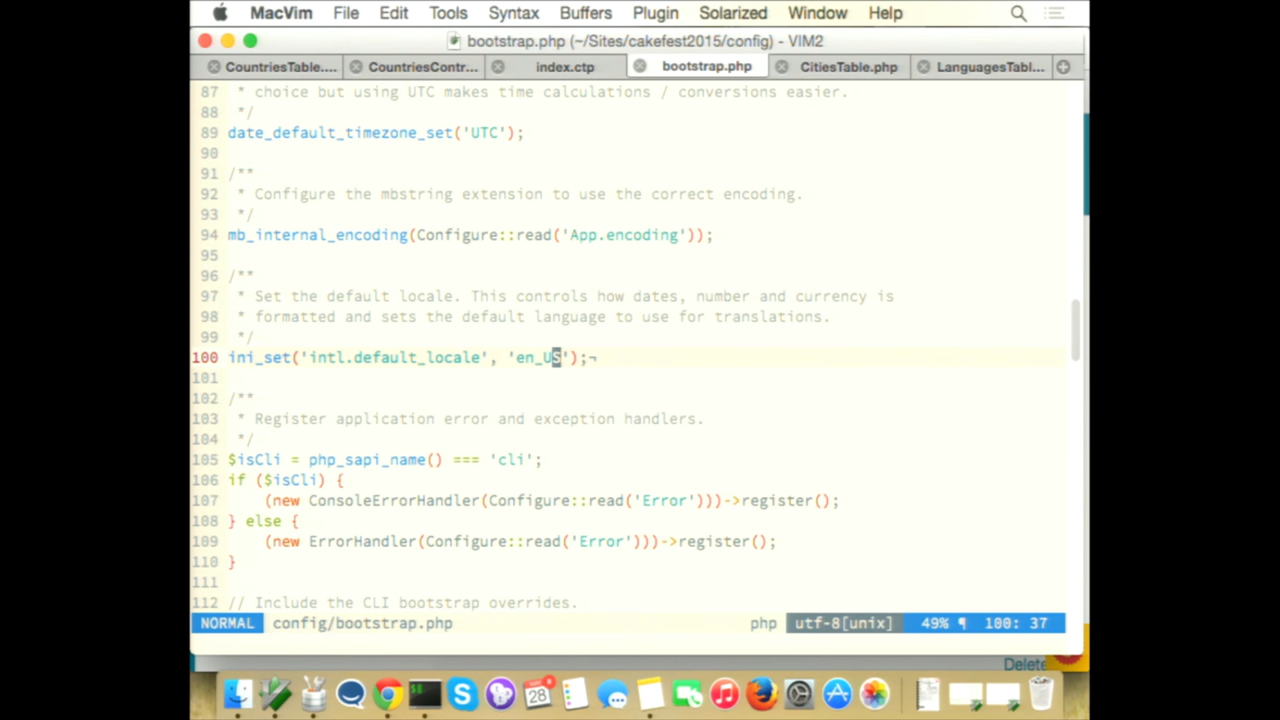 MacVim File Edit Tools Syntax Buffers Plugin Solarized Window Help
bootstrap.php (~/Sites/cakefest2015/config) - VIM2
CountriesTable.... CountriesContr... index.ctp bootstrap.php CitiesTable.php LanguagesTabl...
87 * choice but using UTC makes time calculations / conversions easier.
88 */
89 date_default_timezone_set('UTC');
90
91 /**
92 * Configure the mbstring extension to use the correct encoding.
93 */
94 mb_internal_encoding(Configure::read('App.encoding'));
95
96 /**
97 * Set the default locale. This controls how dates, number and currency is
98 * formatted and sets the default language to use for translations.
99 */
100 ini_set('intl.default_locale', 'en_US');¬
101
102 /**
103 * Register application error and exception handlers.
104 */
105 $isCli = php_sapi_name() === 'cli';
106 if ($isCli) {
107 (new ConsoleErrorHandler(Configure::read('Error')))->register();
108 } else {
109 (new ErrorHandler(Configure::read('Error')))->register();
110 }
111
112 // Include the CLI bootstrap overrides.
NORMAL config/bootstrap.php php utf-8[unix] 49% ¶ 100: 37
Delete
28